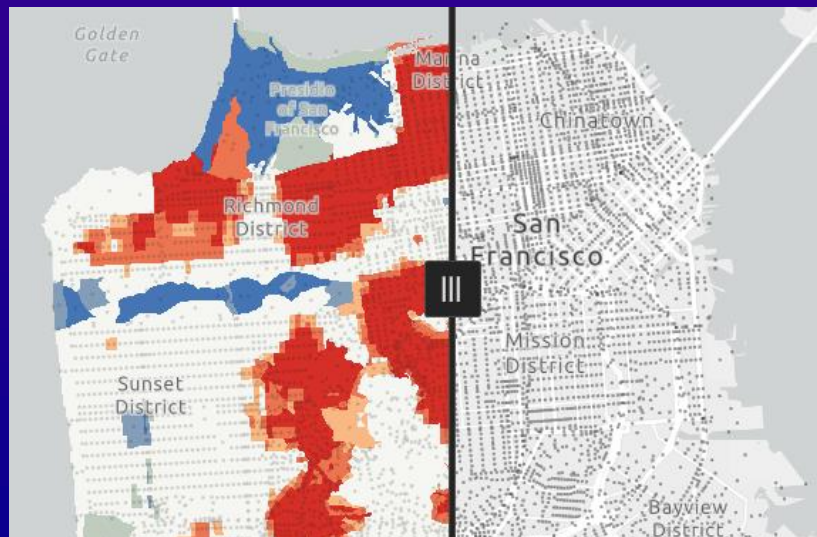 Golden
Gate
Presidio
of San
Francisco
Marina
District
Chinatown
Richmond
District
San
Francisco
Mission
District
Sunset
District
Bayview
District